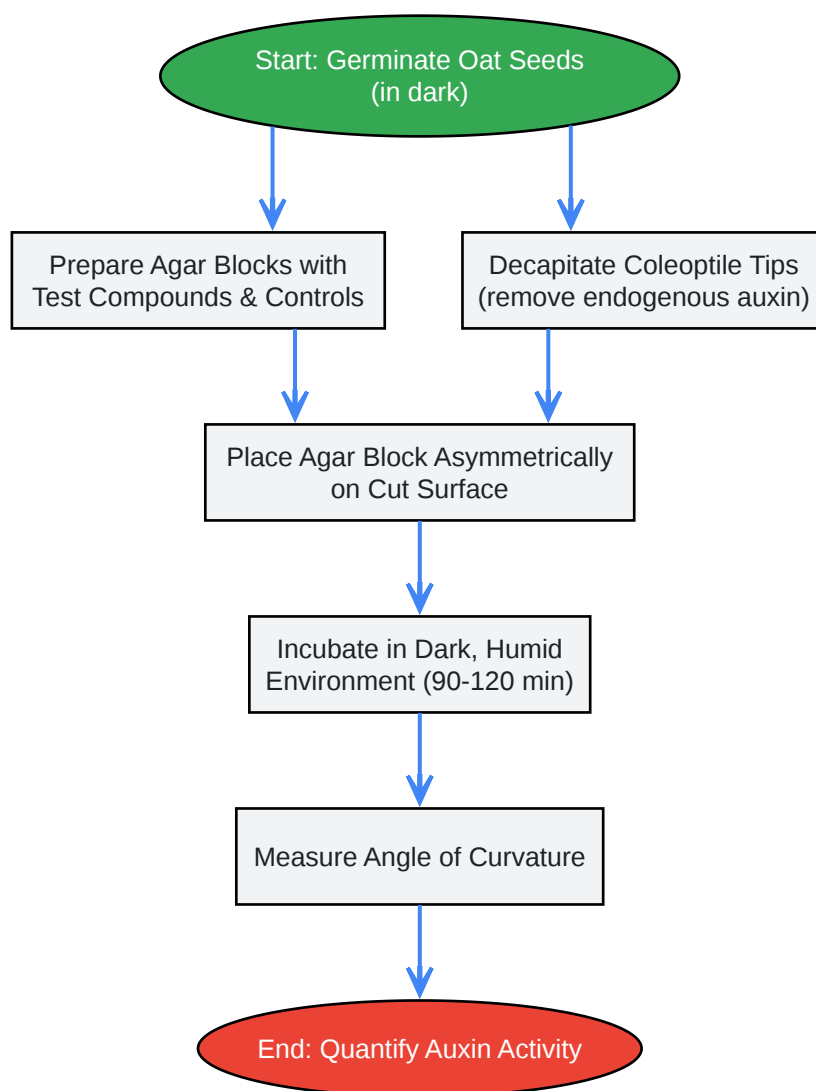 Start: Germinate Oat Seeds
(in dark)
Prepare Agar Blocks with
Test Compounds & Controls
Decapitate Coleoptile Tips
(remove endogenous auxin)
Place Agar Block Asymmetrically
on Cut Surface
Incubate in Dark, Humid
Environment (90-120 min)
Measure Angle of Curvature
End: Quantify Auxin Activity